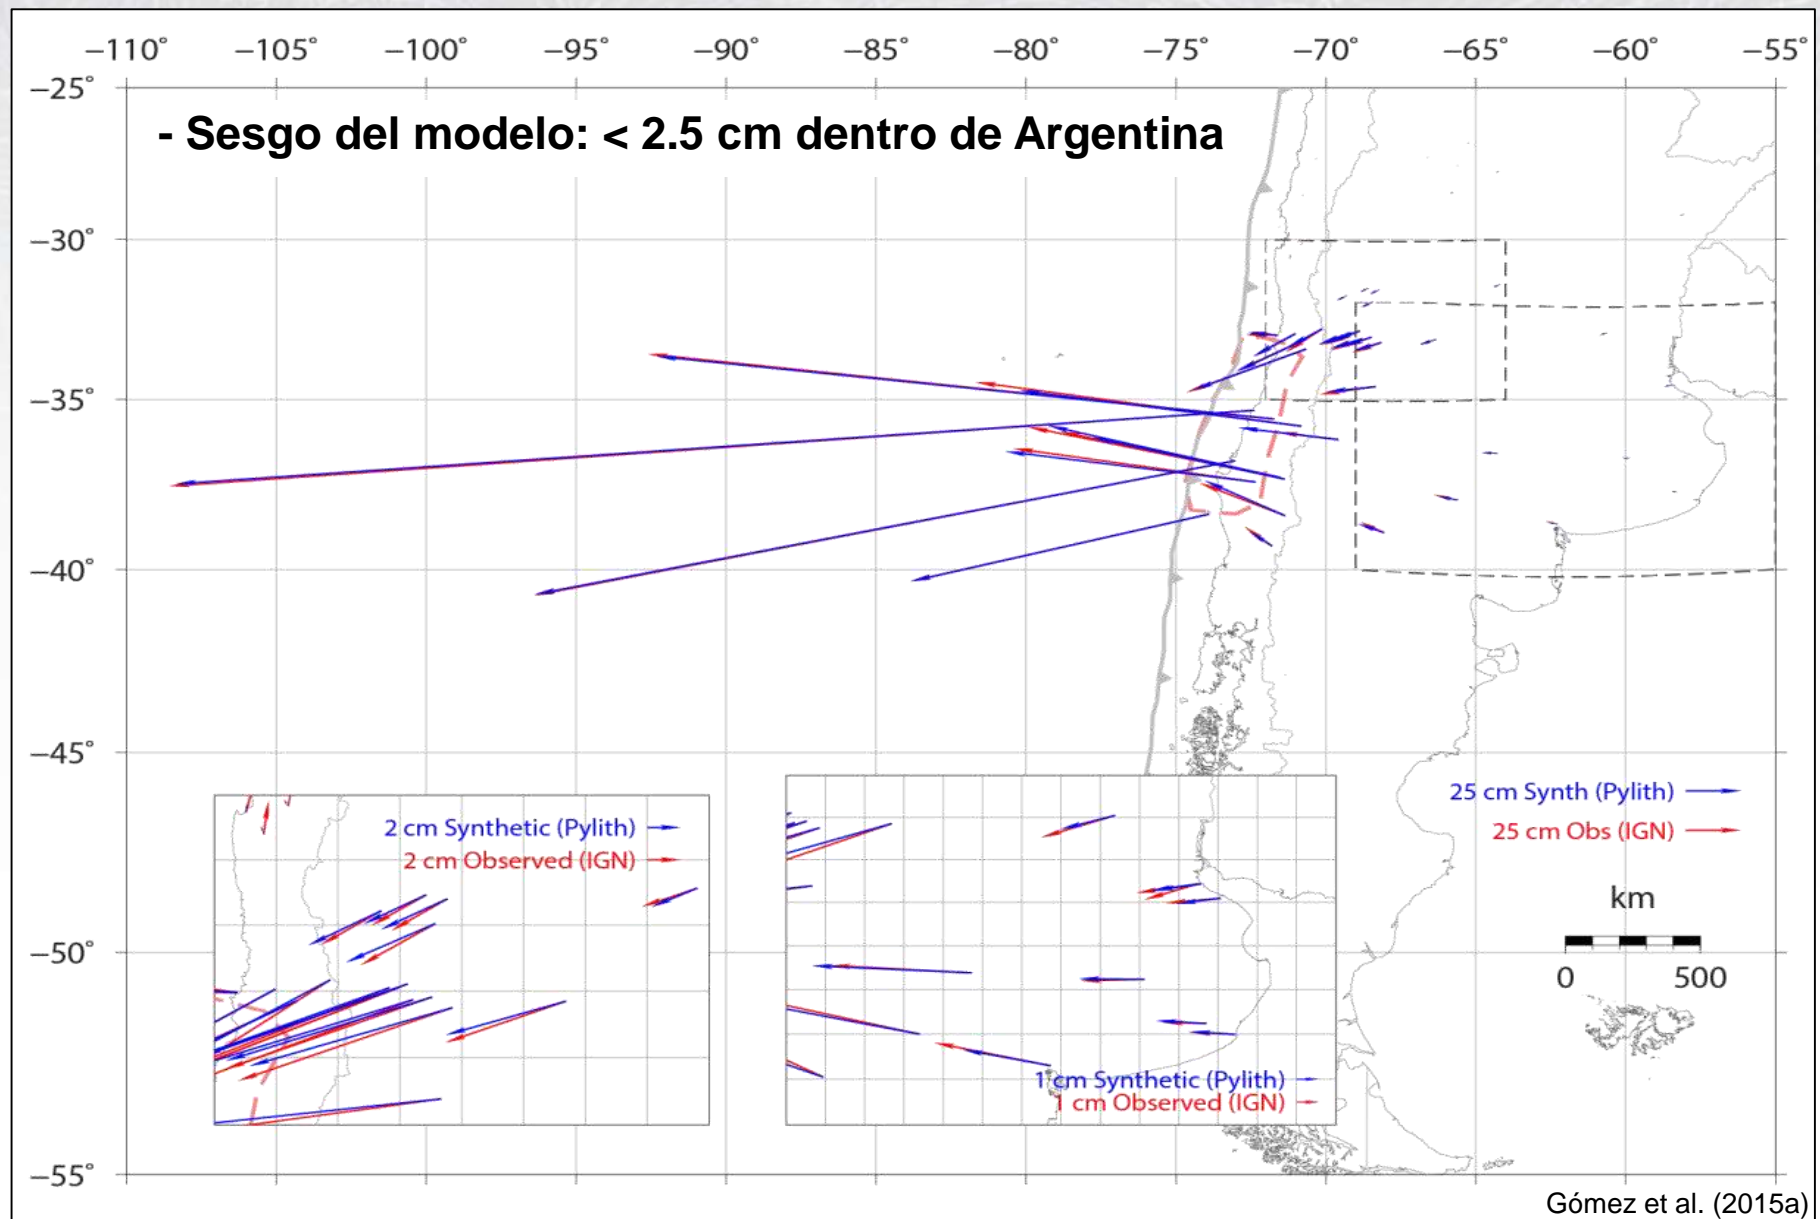 −110° −105° −100° −95° −90° −85° −80° −75° −70° −65° −60° −55°
−25°
- Sesgo del modelo: < 2.5 cm dentro de Argentina
−30°
−35°
−40°
−45°
25 cm Synth (Pylith)
25 cm Obs (IGN)
2 cm Synthetic (Pylith)
2 cm Observed (IGN)
km
−50°
0 500
1 cm Synthetic (Pylith)
1 cm Observed (IGN)
−55°
Gómez et al. (2015a)